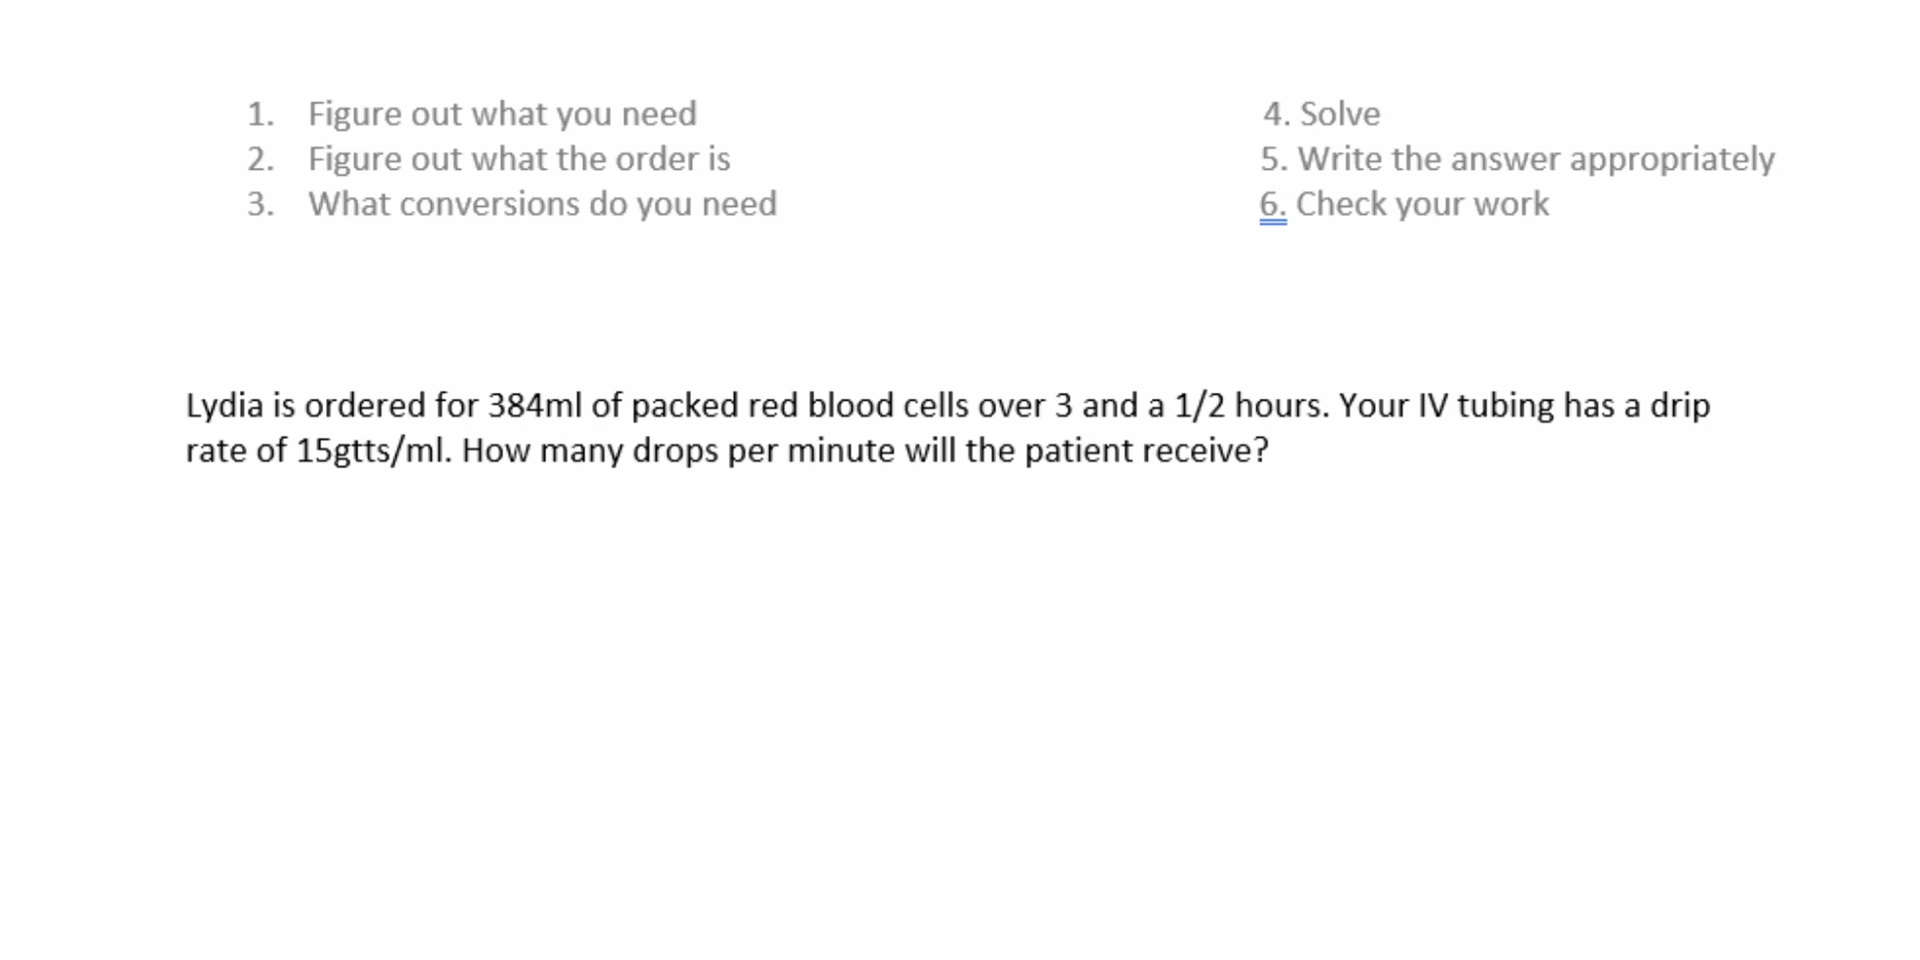 1. Figure out what you need
2. Figure out what the order is
3. What conversions do you need
4. Solve
5. Write the answer appropriately
6. Check your work
Lydia is ordered for 384ml of packed red blood cells over 3 and a 1/2 hours. Your IV tubing has a drip
rate of 15gtts/ml. How many drops per minute will the patient receive?